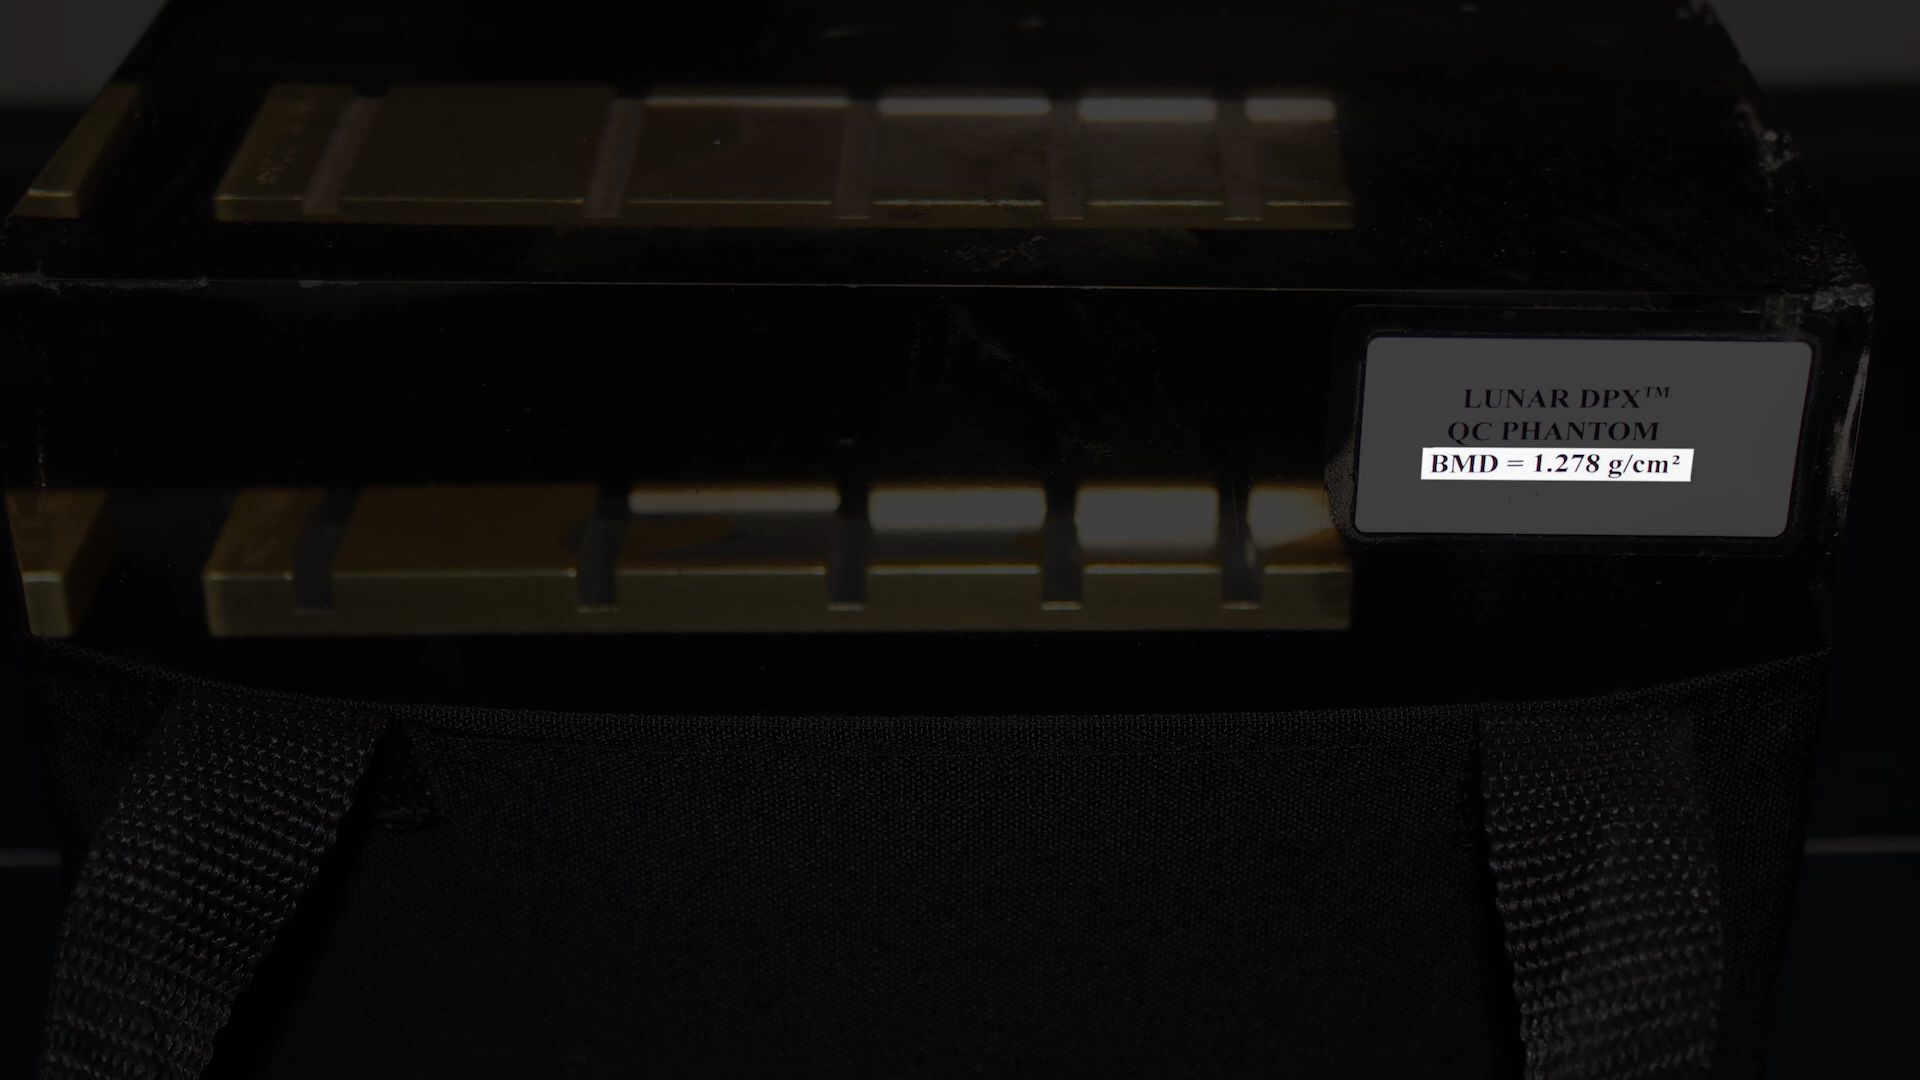 LUNAR DPX™
QC PHANTOM
BMD = 1.278 g/cm²